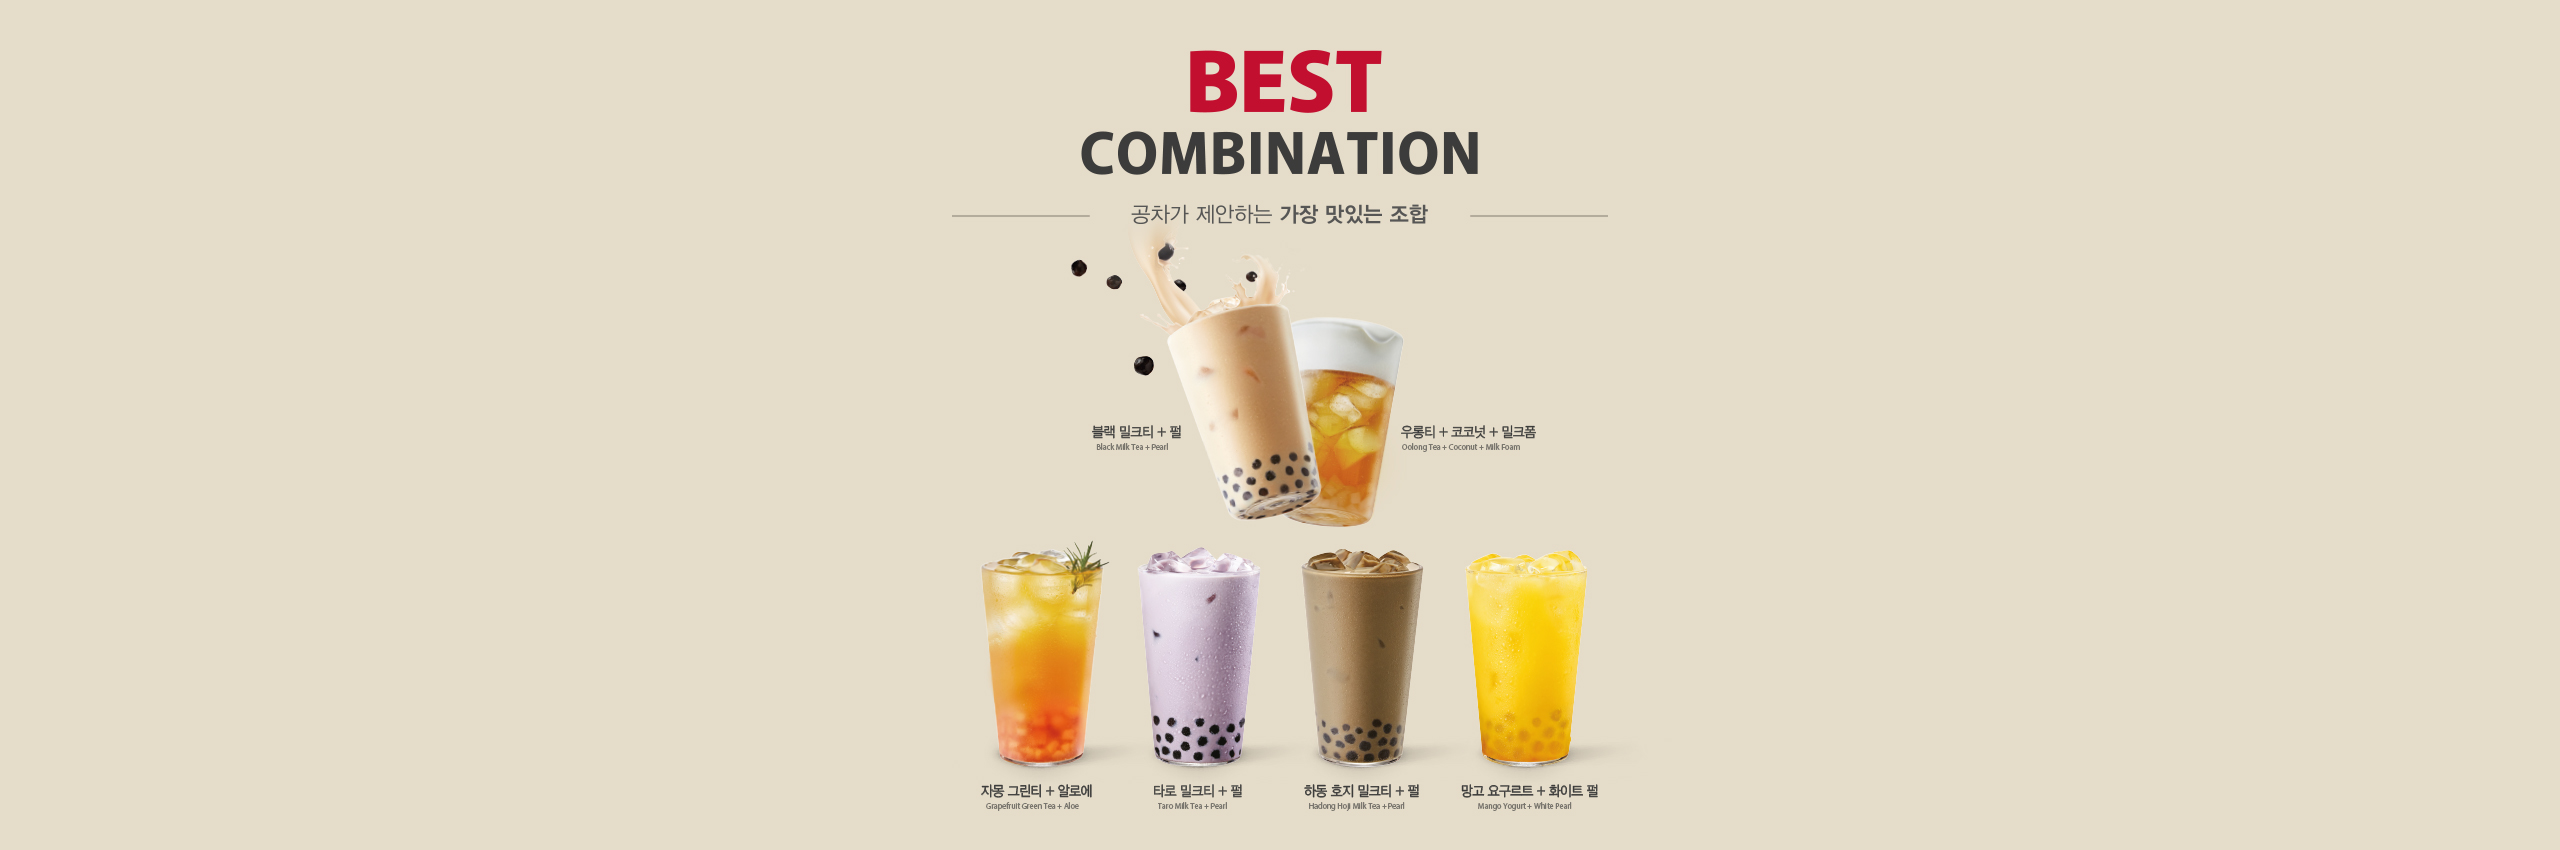 BEST
COMBINATION
공차가 제안하는 가장 맛있는 조합
블랙 밀크티 + 펄
Black Milk Tea + Pearl
우롱티 + 코코넛 + 밀크폼
Oolong Tea + Coconut + Milk Foam
자몽 그린티 + 알로에
Grapefruit Green Tea + Aloe
타로 밀크티 + 펄
Taro Milk Tea + Pearl
하동 호지 밀크티 + 펄
Hadong Hoji Milk Tea +Pearl
망고 요구르트 + 화이트 펄
Mango Yogurt + White Pearl